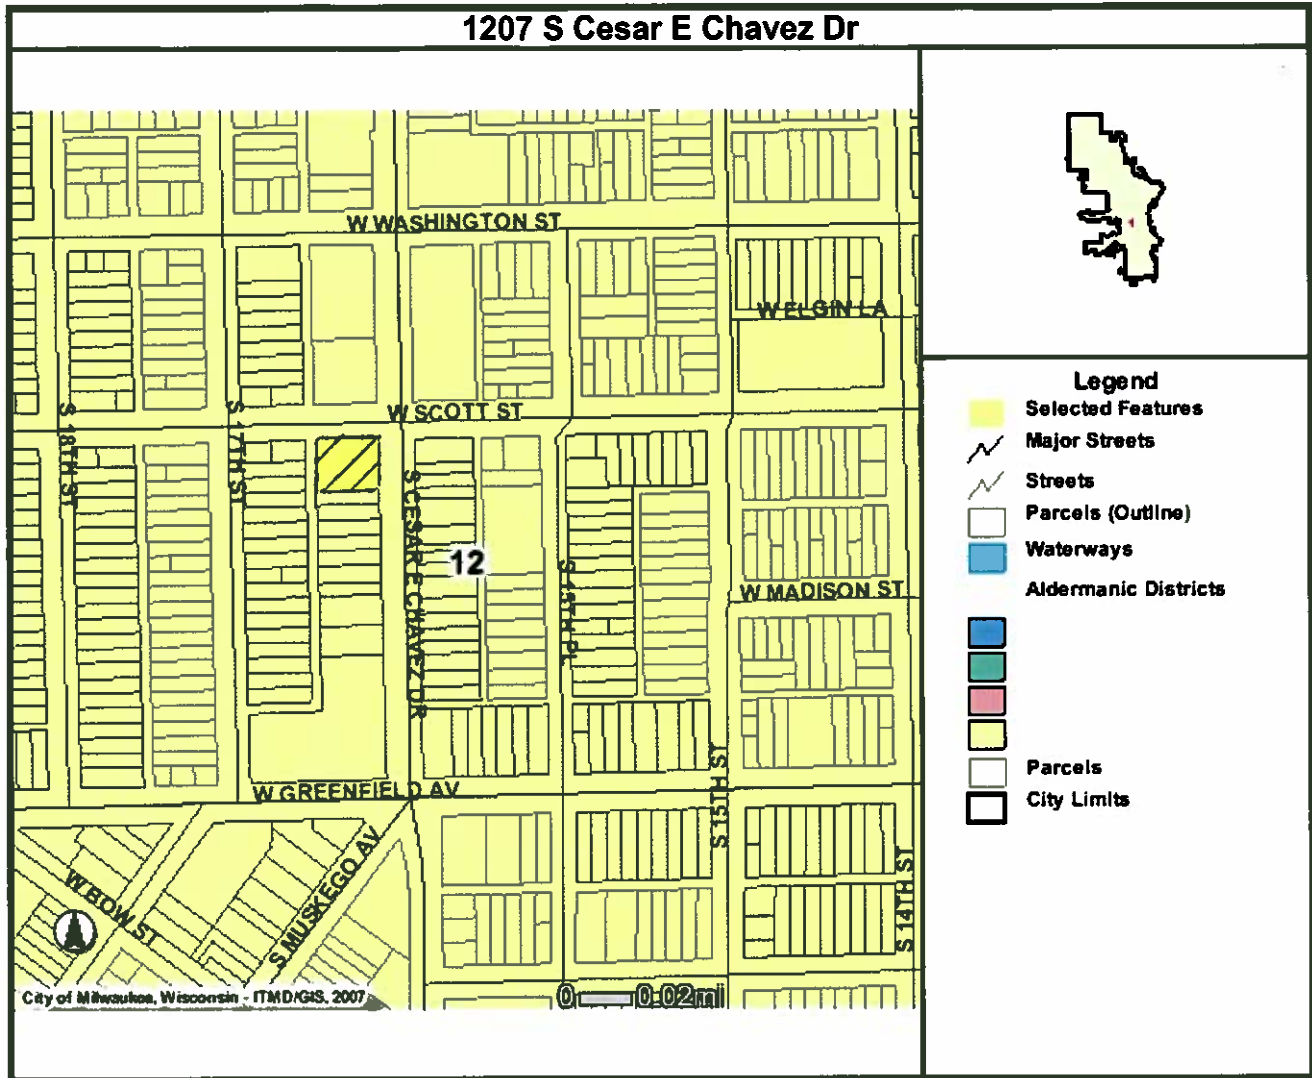 1207 S Cesar E Chavez Dr
W WASHINGTON ST
W ELGIN LA
W SCOTT ST
S 18TH ST
S 17TH ST
S CESAR E CHAVEZ DR
12
S 15TH PL
W MADISON ST
S 15TH ST
W GREENFIELD AV
S MUSKEGO AV
W BOW ST
S 14TH ST
City of Milwaukee, Wisconsin - ITMD/GIS, 2007
0 0.02mi
Legend
Selected Features
Major Streets
Streets
Parcels (Outline)
Waterways
Aldermanic Districts
Parcels
City Limits